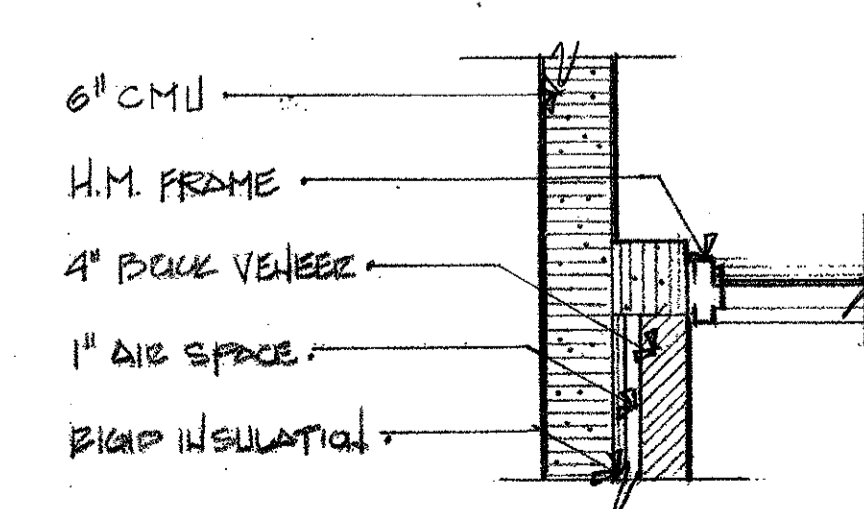 6" CMU
H.M. FRAME
4" BRICK VENEER
1" AIR SPACE
RIGID INSULATION